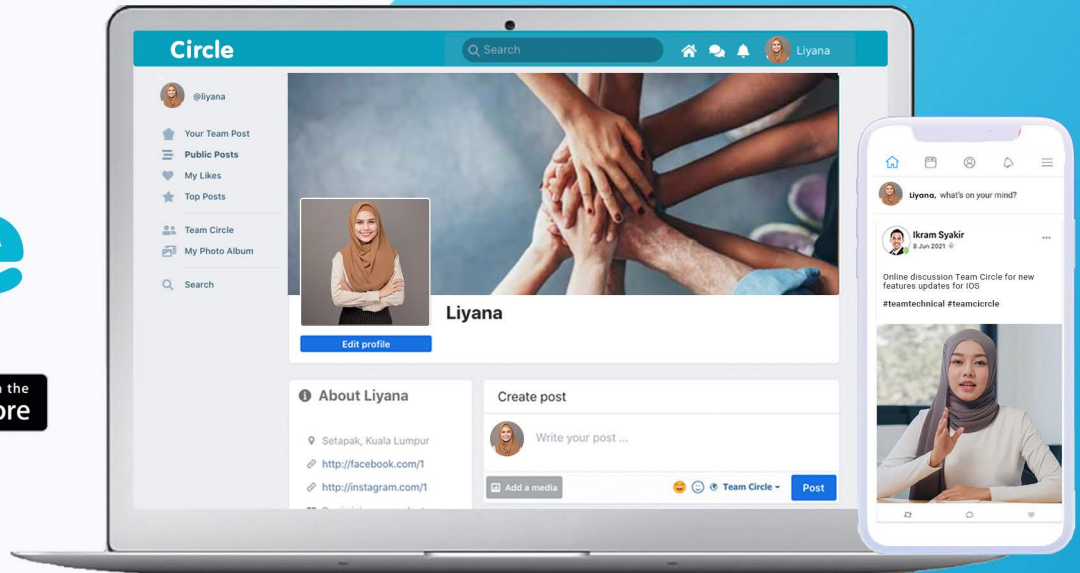 e
n the
ore
Circle
Search
Liyana
@liyana
Your Team Post
Public Posts
My Likes
Top Posts
Team Circle
My Photo Album
Search
Liyana
Edit profile
About Liyana
Setapak, Kuala Lumpur
http://facebook.com/1
http://instagram.com/1
Create post
Write your post ...
Add a media
Team Circle
Post
Liyana, what's on your mind?
Ikram Syakir
8 Jun 2021
Online discussion Team Circle for new
features updates for IOS
#teamtechnical #teamcicrcle